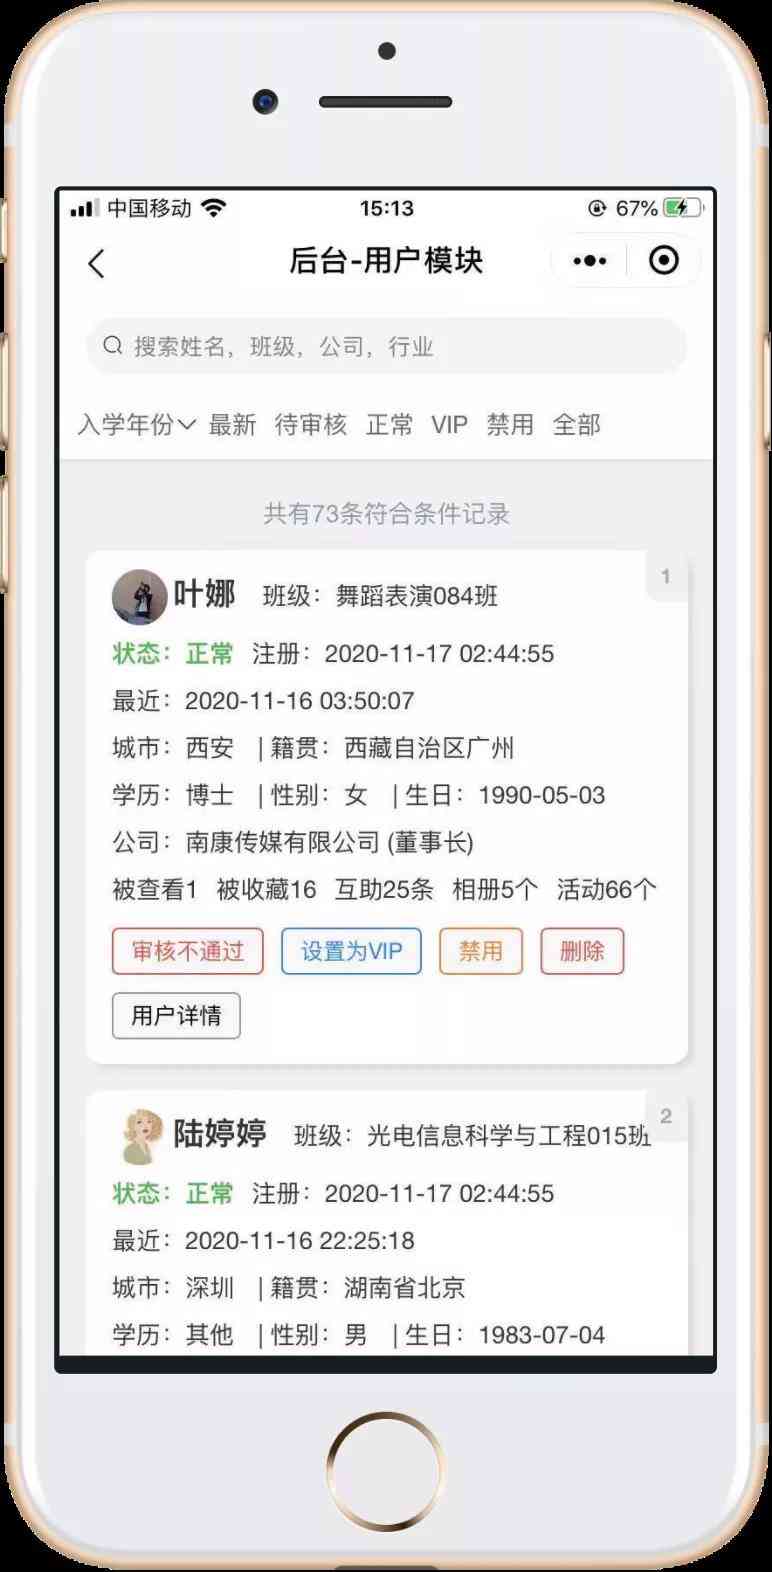 中国移动 15:13 67%
后台-用户模块
搜索姓名，班级，公司，行业
入学年份 最新 待审核 正常 VIP 禁用 全部
共有73条符合条件记录
1
叶娜 班级：舞蹈表演084班
状态：正常 注册：2020-11-17 02:44:55
最近：2020-11-16 03:50:07
城市：西安 | 籍贯：西藏自治区广州
学历：博士 | 性别：女 | 生日：1990-05-03
公司：南康传媒有限公司 (董事长)
被查看1 被收藏16 互助25条 相册5个 活动66个
审核不通过 设置为VIP 禁用 删除
用户详情
2
陆婷婷 班级：光电信息科学与工程015班
状态：正常 注册：2020-11-17 02:44:55
最近：2020-11-16 22:25:18
城市：深圳 | 籍贯：湖南省北京
学历：其他 | 性别：男 | 生日：1983-07-04